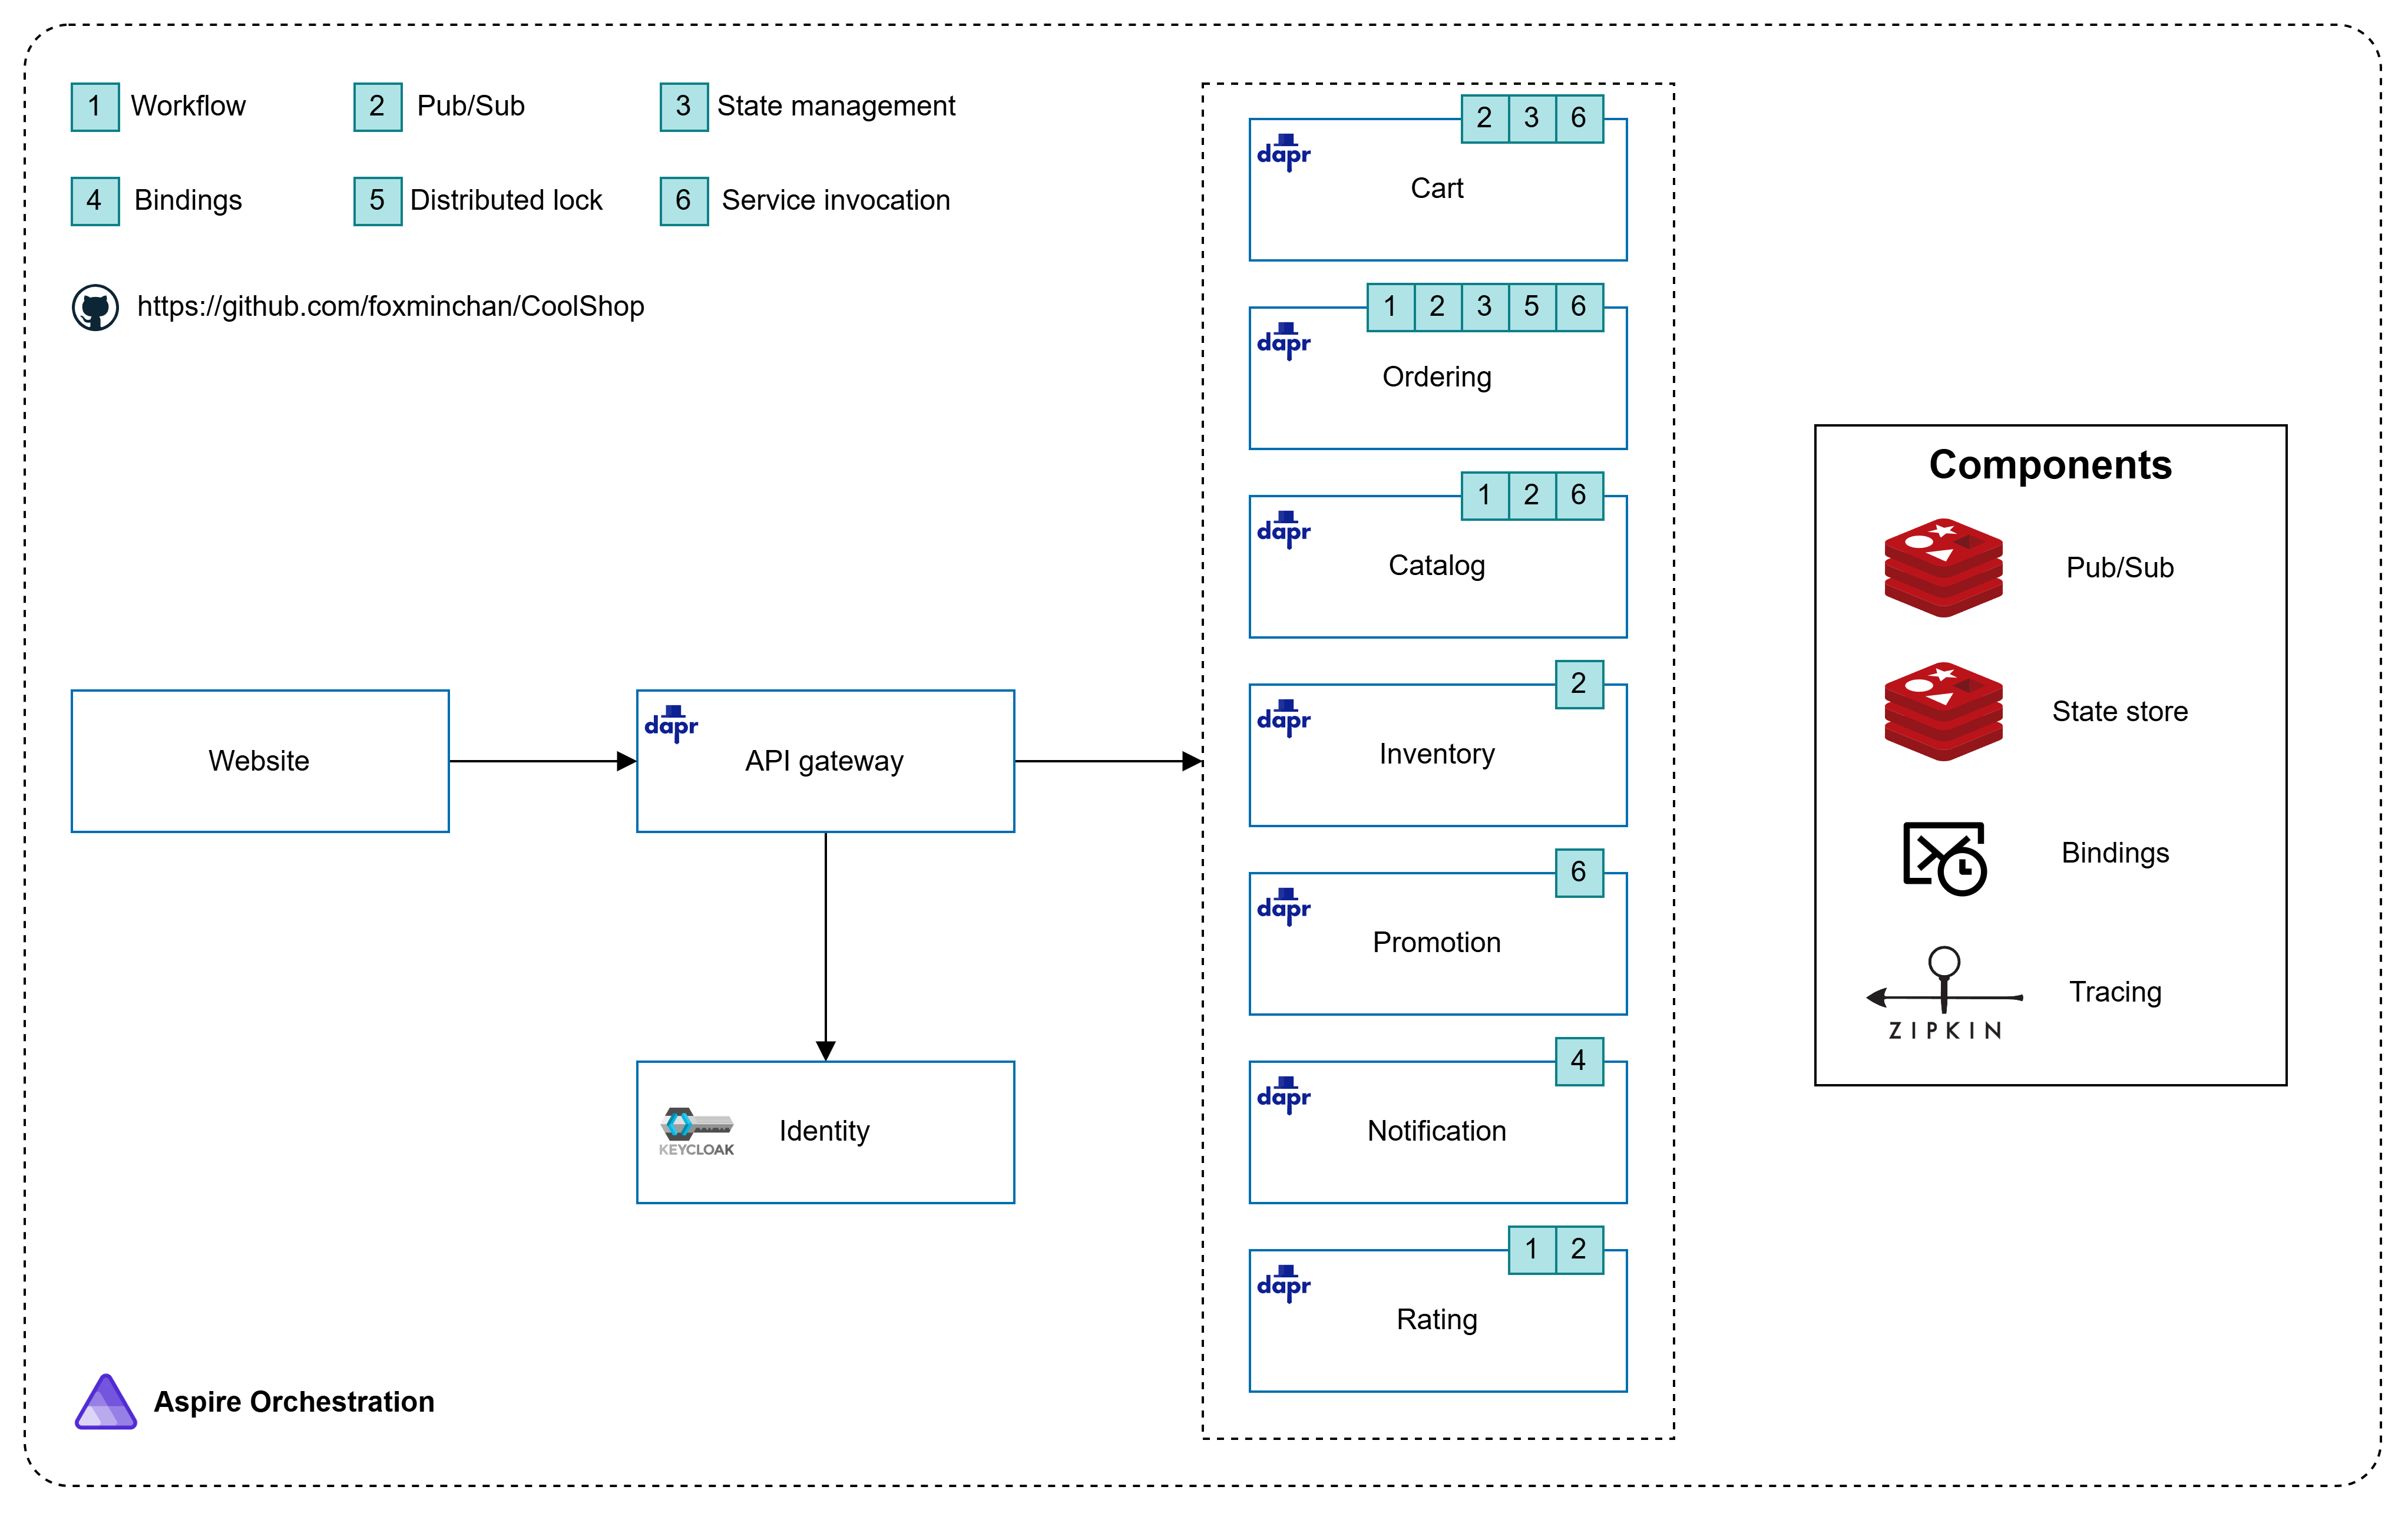 1 Workflow
2 Pub/Sub
3 State management
4 Bindings
5 Distributed lock
6 Service invocation
https://github.com/foxminchan/CoolShop
Website
dapr
API gateway
KEYCLOAK
Identity
2 3 6
dapr
Cart
1 2 3 5 6
dapr
Ordering
1 2 6
dapr
Catalog
2
dapr
Inventory
6
dapr
Promotion
4
dapr
Notification
1 2
dapr
Rating
Components
Pub/Sub
State store
Bindings
ZIPKIN
Tracing
Aspire Orchestration